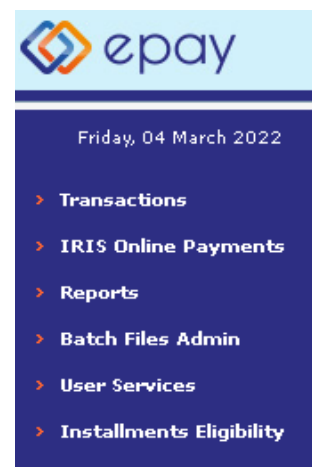 epay
Friday, 04 March 2022
Transactions
IRIS Online Payments
Reports
Batch Files Admin
User Services
Installments Eligibility